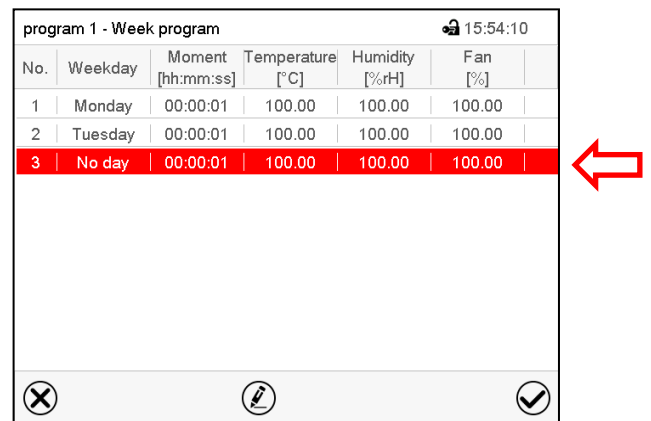 program 1 - Week program 15:54:10
No. Weekday Moment [hh:mm:ss] Temperature [°C] Humidity [%rH] Fan [%]
1 Monday 00:00:01 100.00 100.00 100.00
2 Tuesday 00:00:01 100.00 100.00 100.00
3 No day 00:00:01 100.00 100.00 100.00